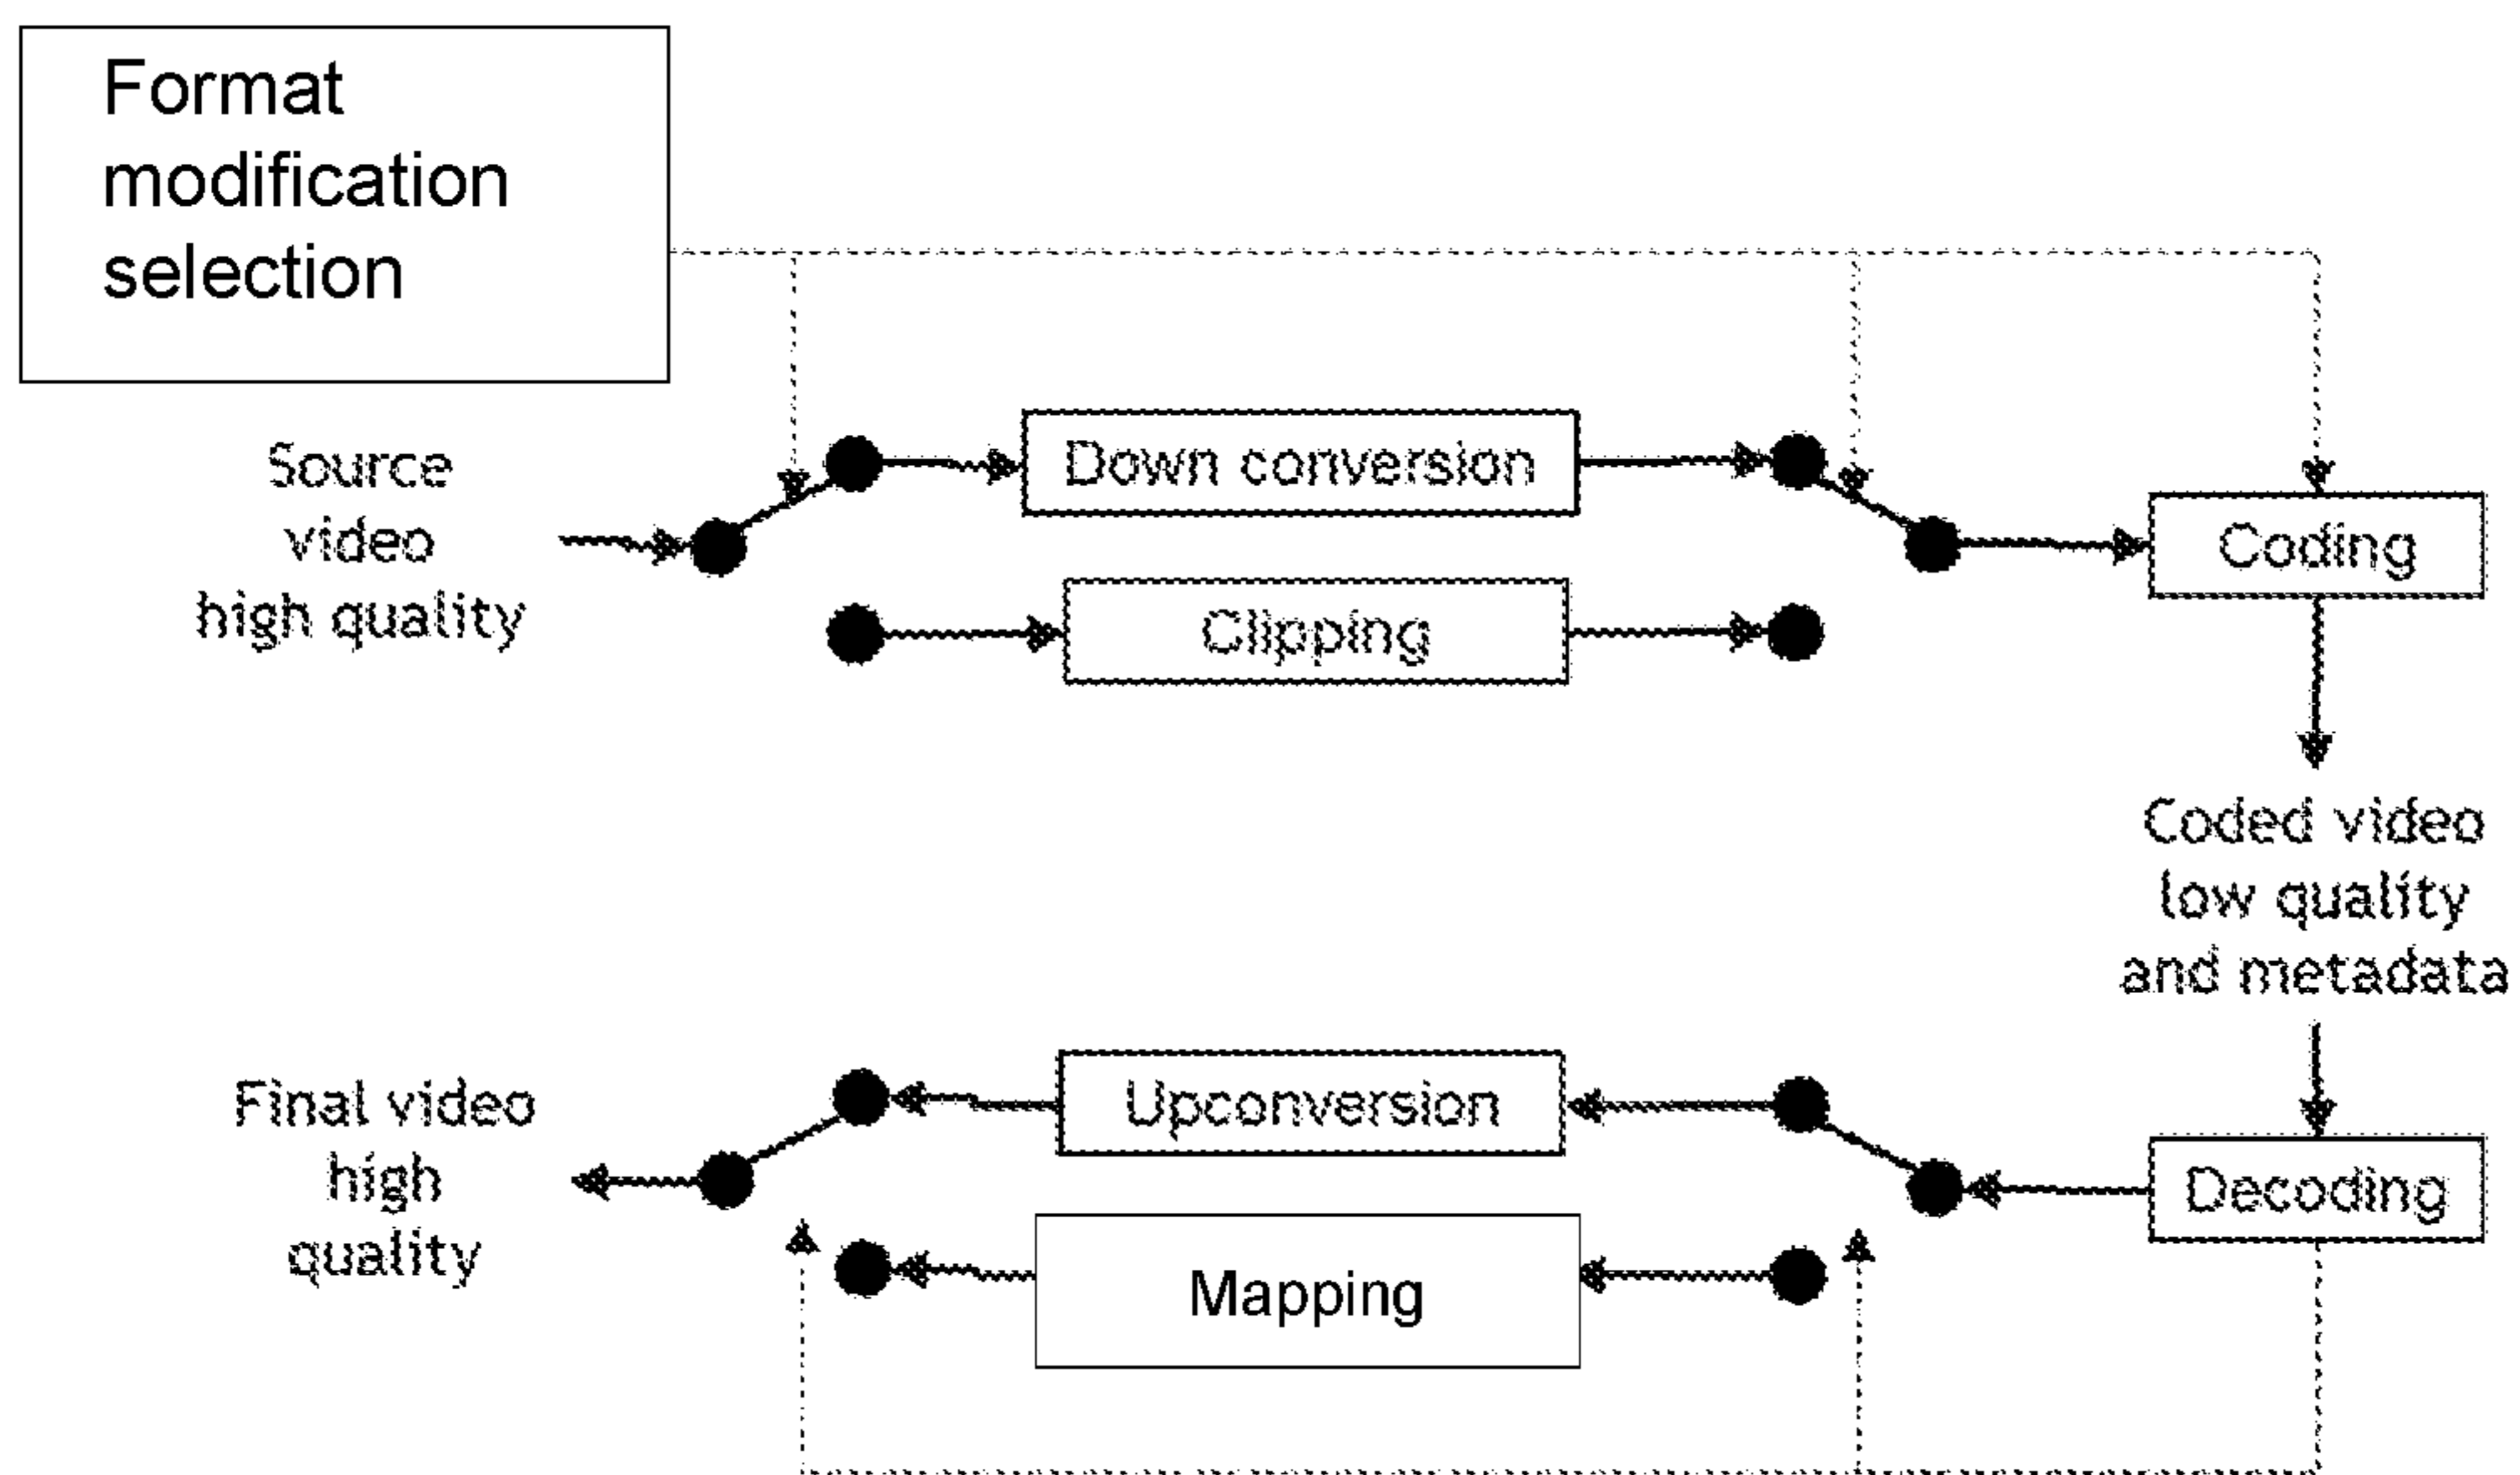 Format
modification
selection
Source
video
high quality
Down conversion
Coding
Clipping
Coded video
low quality
and metadata
Final video
high
quality
Upconversion
Decoding
Mapping